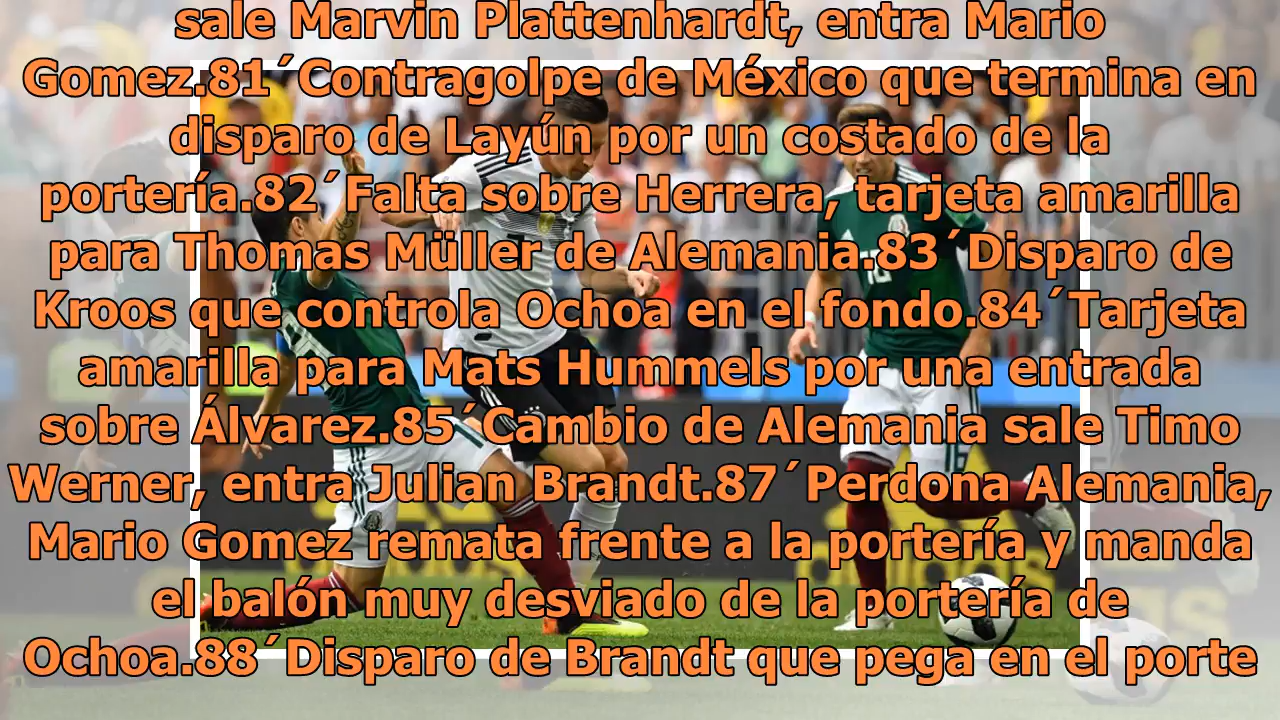 sale Marvin Plattenhardt, entra Mario
Gomez.81´Contragolpe de México que termina en
disparo de Layún por un costado de la
portería.82´Falta sobre Herrera, tarjeta amarilla
para Thomas Müller de Alemania.83´Disparo de
Kroos que controla Ochoa en el fondo.84´Tarjeta
amarilla para Mats Hummels por una entrada
sobre Álvarez.85´Cambio de Alemania sale Timo
Werner, entra Julian Brandt.87´Perdona Alemania,
Mario Gomez remata frente a la portería y manda
el balón muy desviado de la portería de
Ochoa.88´Disparo de Brandt que pega en el porte